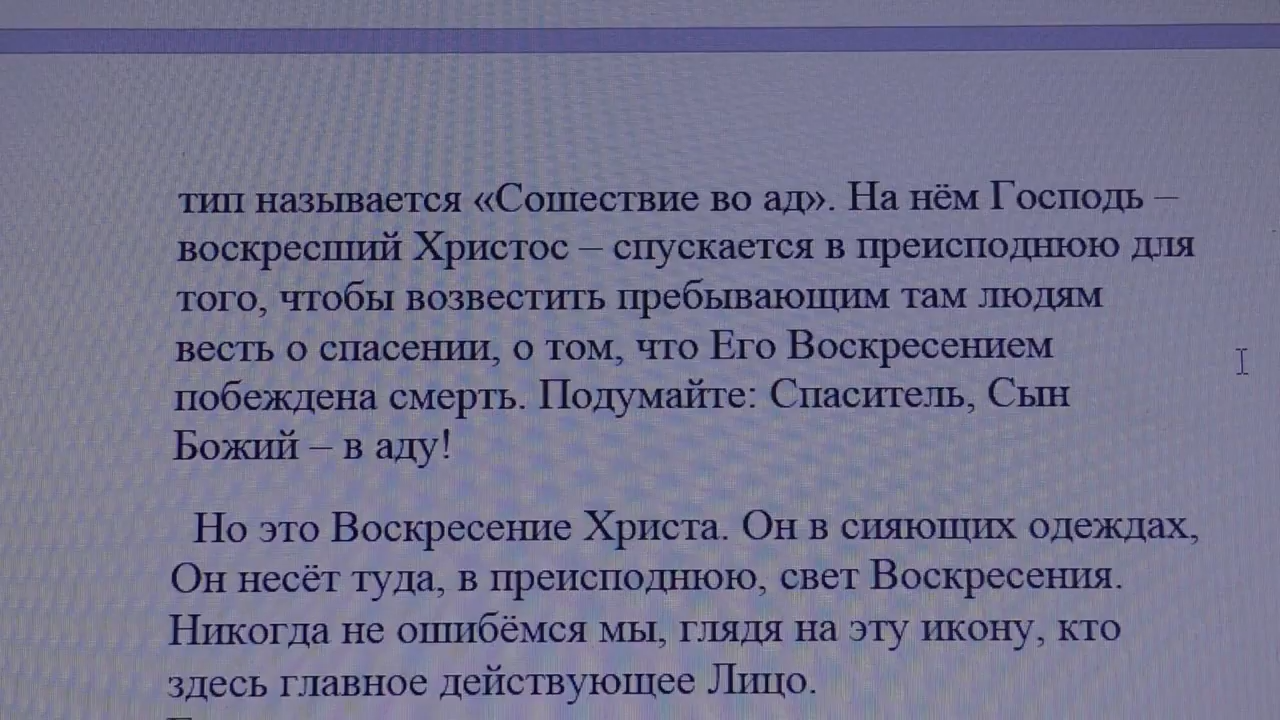 тип называется «Сошествие во ад». На нём Господь –
воскресший Христос – спускается в преисподнюю для
того, чтобы возвестить пребывающим там людям
весть о спасении, о том, что Его Воскресением
побеждена смерть. Подумайте: Спаситель, Сын
Божий – в аду!
Но это Воскресение Христа. Он в сияющих одеждах,
Он несёт туда, в преисподнюю, свет Воскресения.
Никогда не ошибёмся мы, глядя на эту икону, кто
здесь главное действующее Лицо.